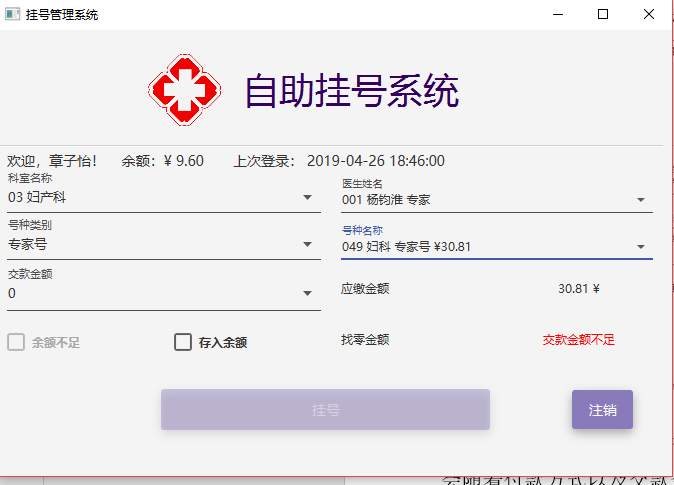 挂号管理系统
自助挂号系统
欢迎，章子怡！ 余额：¥ 9.60 上次登录： 2019-04-26 18:46:00
科室名称
03 妇产科
医生姓名
001 杨钧淮 专家
号种类别
专家号
号种名称
049 妇科 专家号 ¥30.81
交款金额
0
应缴金额 30.81 ¥
余额不足
存入余额
找零金额 交款金额不足
挂号
注销